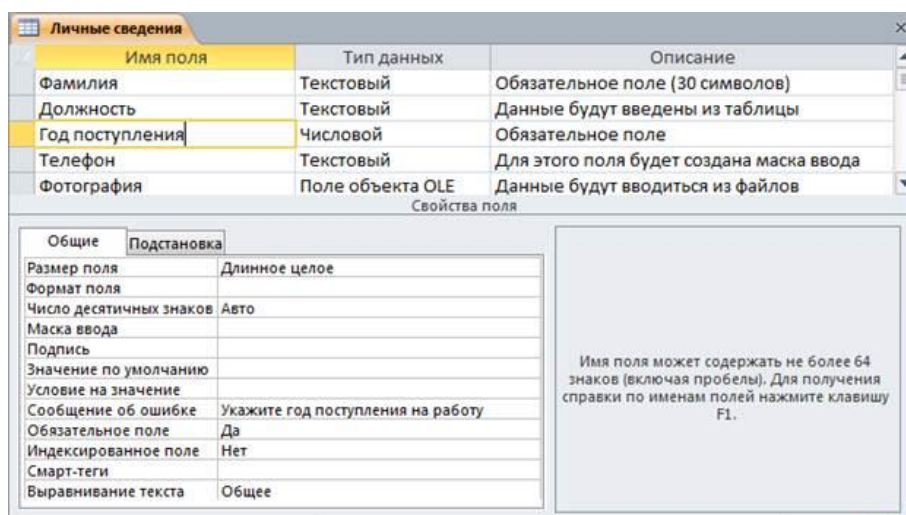 Личные сведения
Имя поля Тип данных Описание
Фамилия Текстовый Обязательное поле (30 символов)
Должность Текстовый Данные будут введены из таблицы
Год поступления Числовой Обязательное поле
Телефон Текстовый Для этого поля будет создана маска ввода
Фотография Поле объекта OLE Данные будут вводиться из файлов
Свойства поля
Общие Подстановка
Размер поля Длинное целое
Формат поля
Число десятичных знаков Авто
Маска ввода
Подпись
Значение по умолчанию
Условие на значение
Сообщение об ошибке Укажите год поступления на работу
Обязательное поле Да
Индексированное поле Нет
Смарт-теги
Выравнивание текста Общее
Имя поля может содержать не более 64
знаков (включая пробелы). Для получения
справки по именам полей нажмите клавишу
F1.